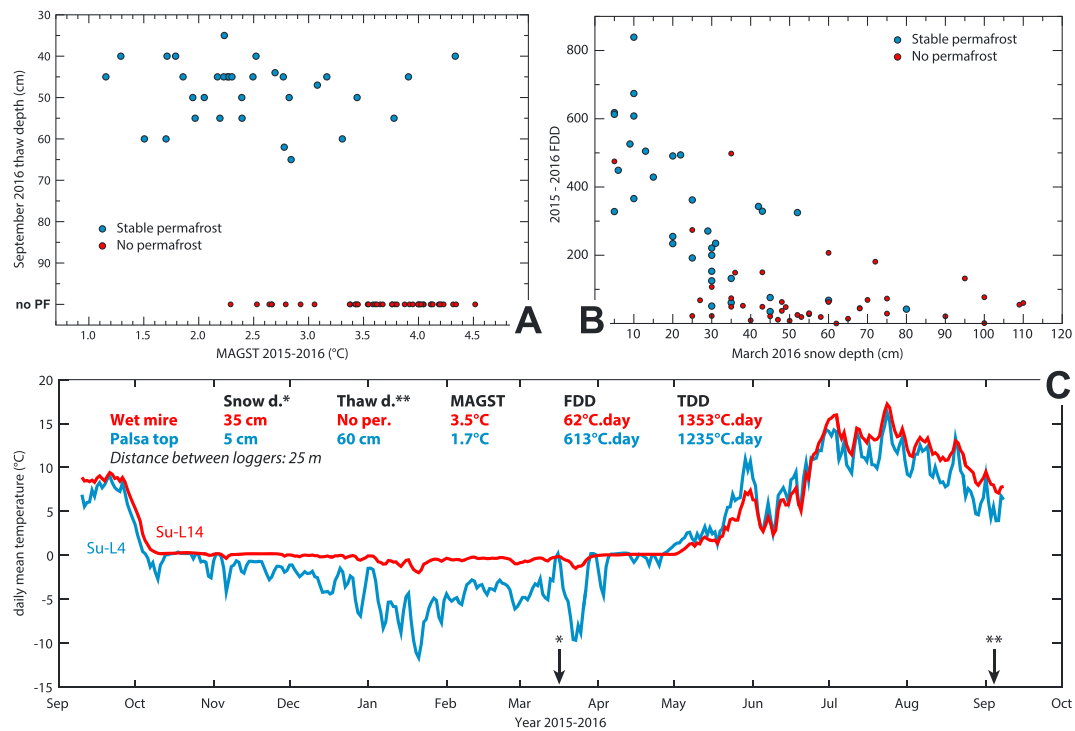 30
40
50
60
70
80
90
no PF
September 2016 thaw depth (cm)
Stable permafrost
No permafrost
1.0 1.5 2.0 2.5 3.0 3.5 4.0 4.5
MAGST 2015-2016 (°C)
A
800
600
400
200
2015 - 2016 FDD
Stable permafrost
No permafrost
10 20 30 40 50 60 70 80 90 100 110 120
March 2016 snow depth (cm)
B
C
20
15
10
5
0
-5
-10
-15
daily mean temperature (°C)
Snow d.* Thaw d.** MAGST FDD TDD
Wet mire 35 cm No per. 3.5°C 62°C.day 1353°C.day
Palsa top 5 cm 60 cm 1.7°C 613°C.day 1235°C.day
Distance between loggers: 25 m
Su-L14
Su-L4
* **
Sep Oct Nov Dec Jan Feb Mar Apr May Jun Jul Aug Sep Oct
Year 2015-2016